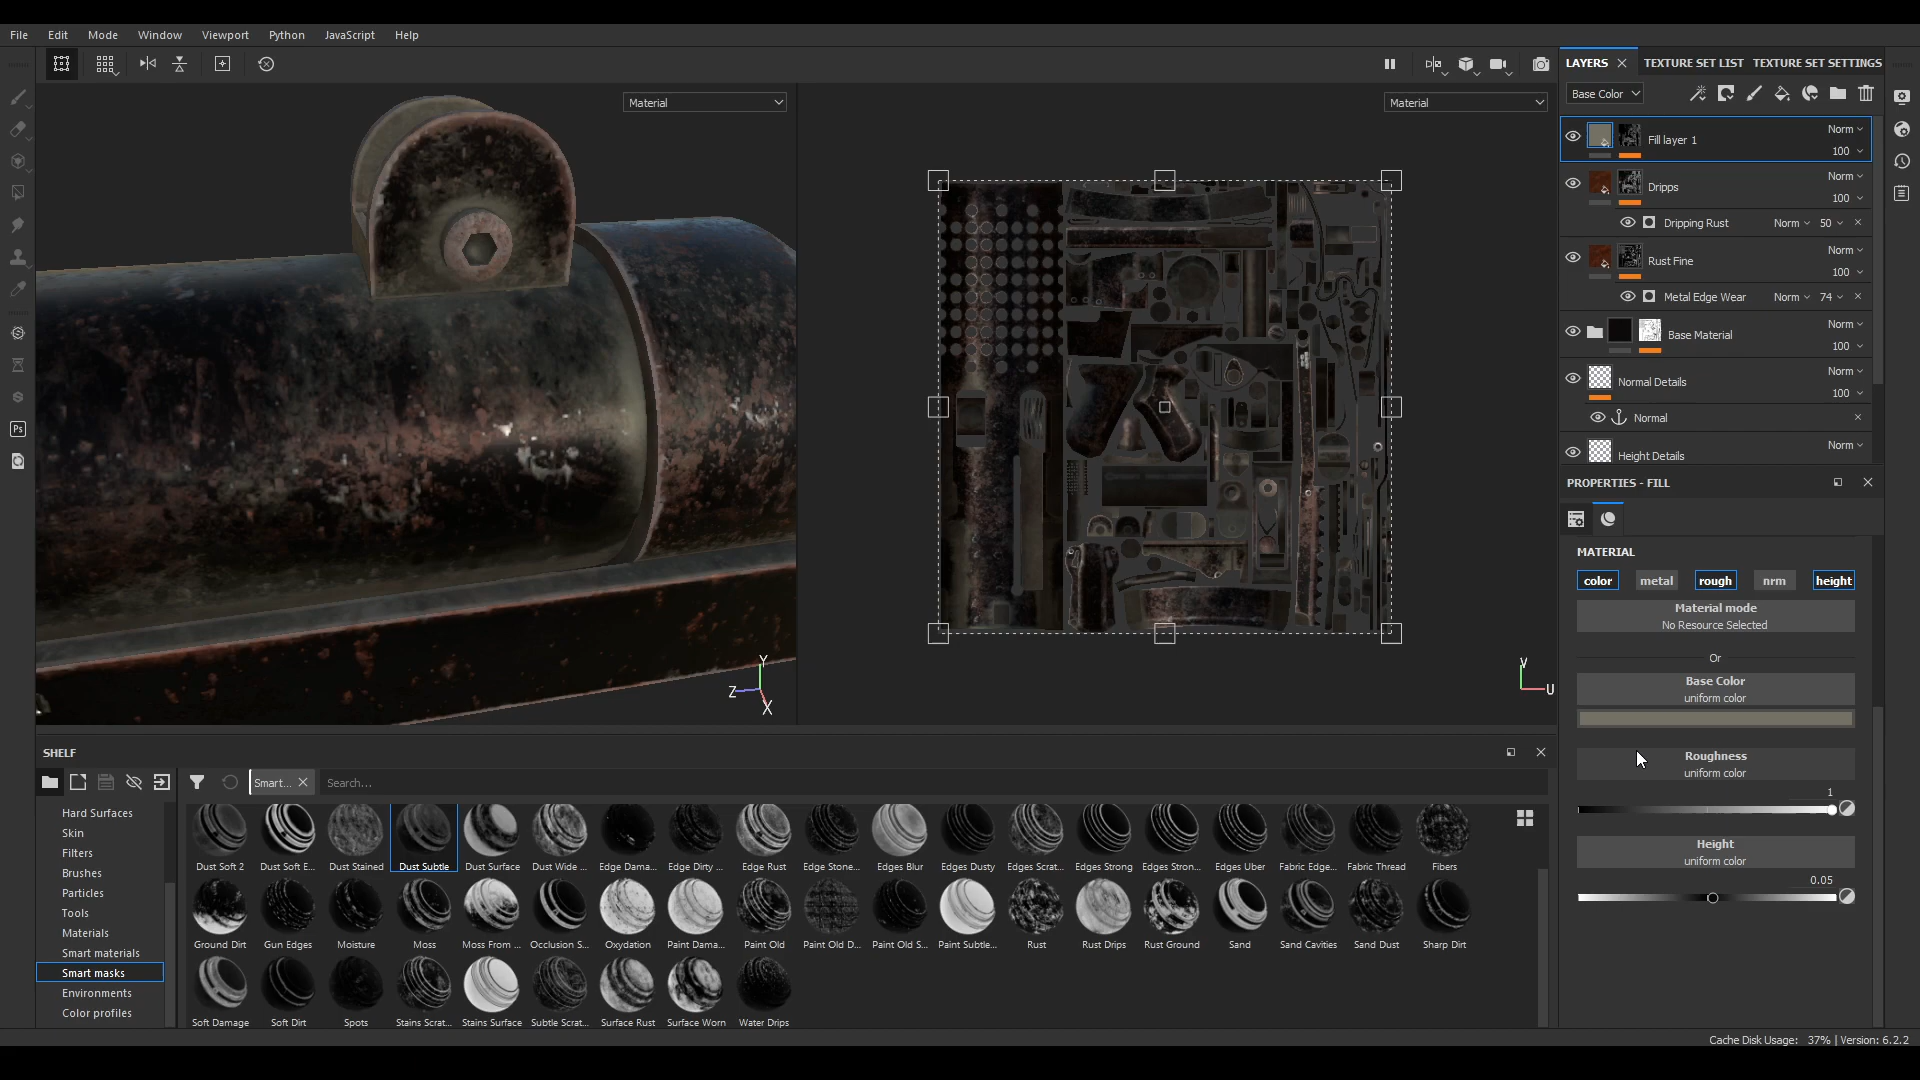 File Edit Mode Window Viewport Python JavaScript Help
Material
Material
LAYERS TEXTURE SET LIST TEXTURE SET SETTINGS
Base Color
Fill layer 1 Norm
100
Dripps Norm
100
Dripping Rust Norm 50
Rust Fine Norm
100
Metal Edge Wear Norm 74
Base Material Norm
100
Normal Details Norm
100
Normal
Height Details Norm
PROPERTIES - FILL
MATERIAL
color metal rough nrm height
Material mode
No Resource Selected
Or
Base Color
uniform color
Roughness
uniform color
1
Height
uniform color
0.05
Y
Z
X
V
U
Ps
SHELF
Smart... Search...
Hard Surfaces
Skin
Filters
Brushes
Particles
Tools
Materials
Smart materials
Smart masks
Environments
Color profiles
Dust Soft 2 Dust Soft E... Dust Stained Dust Subtle Dust Surface Dust Wide ... Edge Dama... Edge Dirty ... Edge Rust Edge Stone... Edges Blur Edges Dusty Edges Scrat... Edges Strong Edges Stron... Edges Uber Fabric Edge... Fabric Thread Fibers
Ground Dirt Gun Edges Moisture Moss Moss From ... Occlusion S... Oxydation Paint Dama... Paint Old Paint Old D... Paint Old S... Paint Subtle... Rust Rust Drips Rust Ground Sand Sand Cavities Sand Dust Sharp Dirt
Soft Damage Soft Dirt Spots Stains Scrat... Stains Surface Subtle Scrat... Surface Rust Surface Worn Water Drips
Cache Disk Usage: 37% | Version: 6.2.2